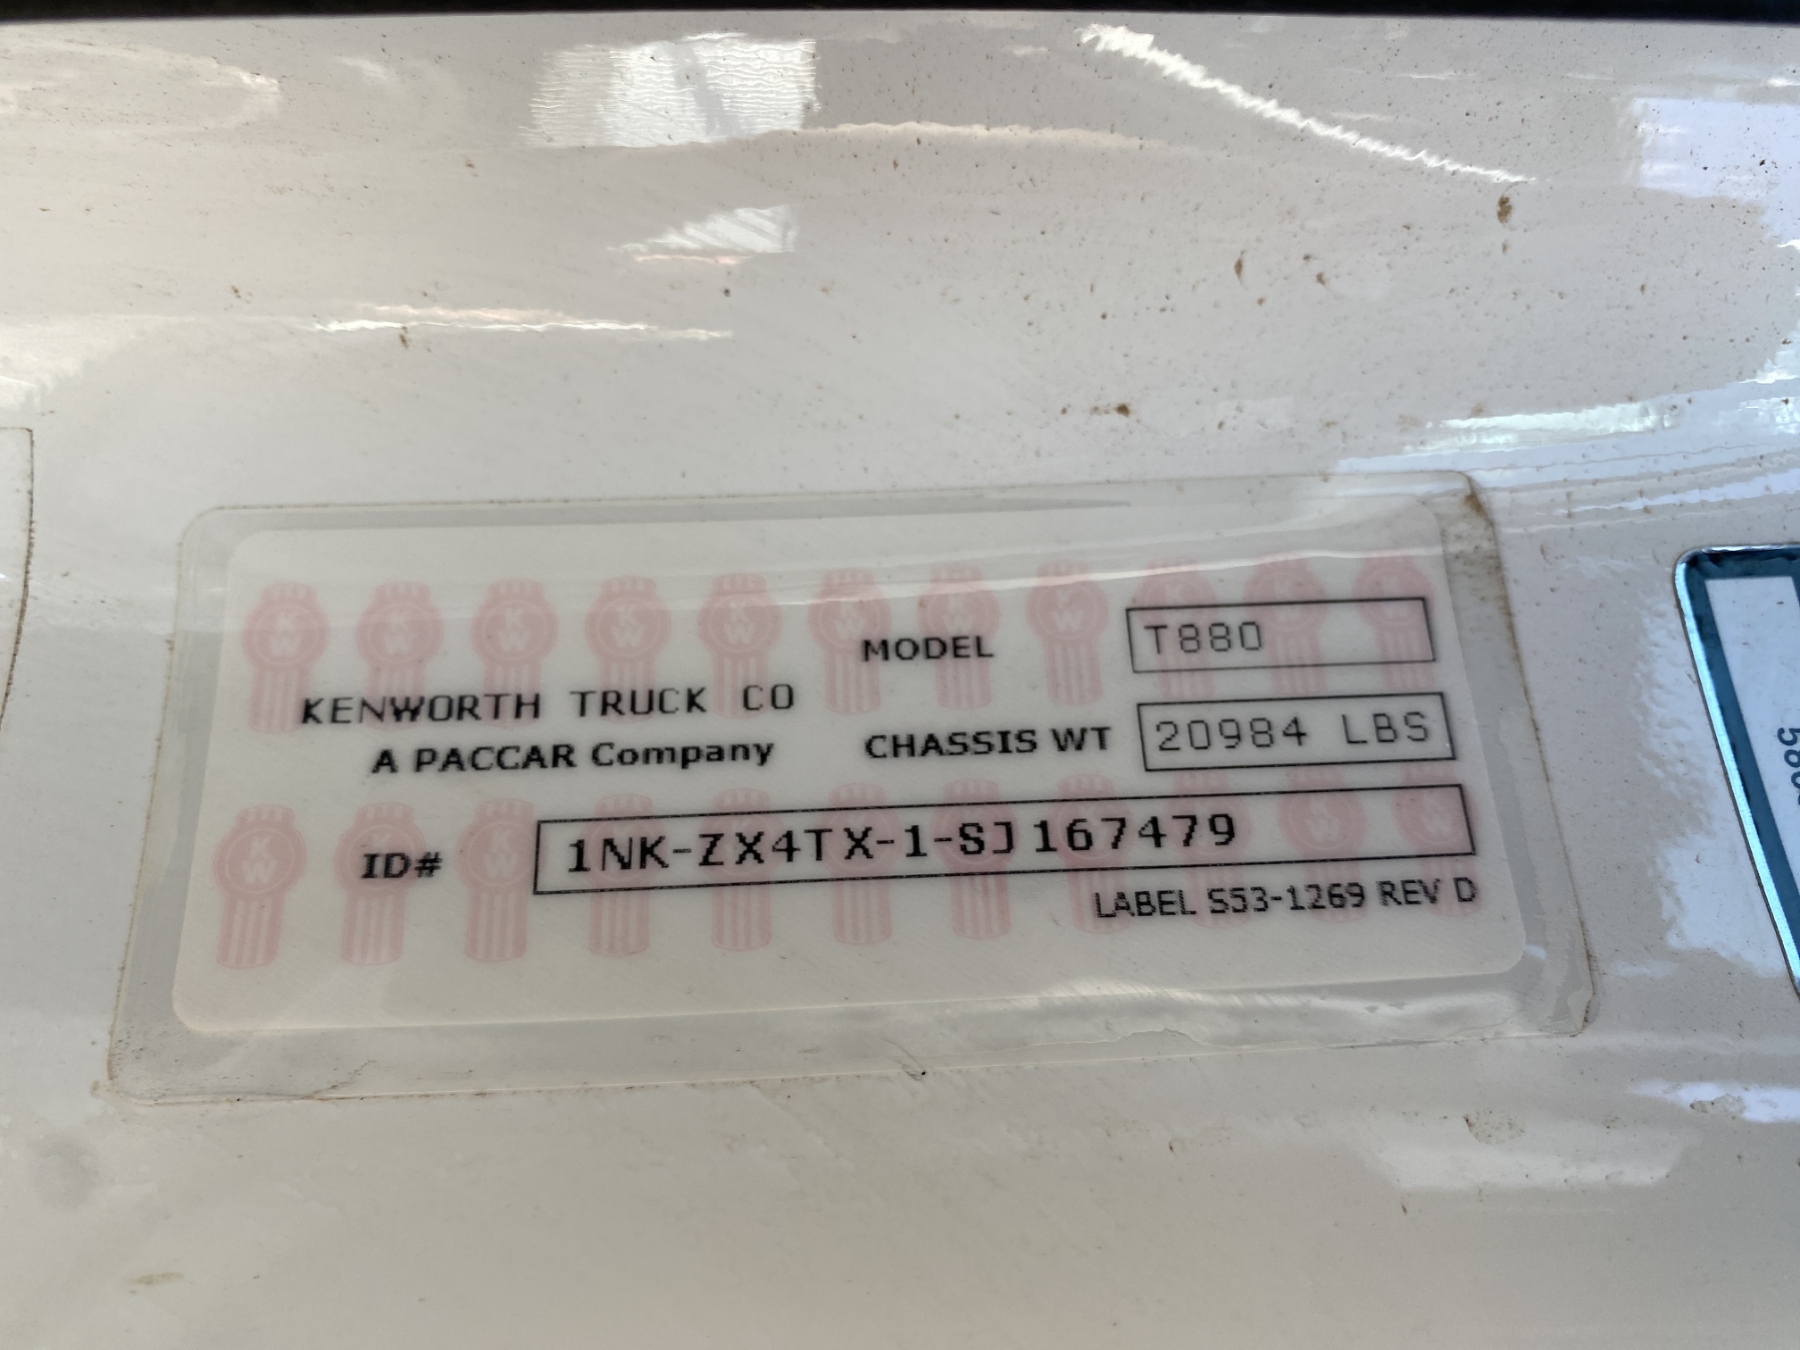 MODEL T880
KENWORTH TRUCK CO
A PACCAR Company
CHASSIS WT 20984 LBS
ID# 1NK-ZX4TX-1-SJ167479
LABEL S53-1269 REV D